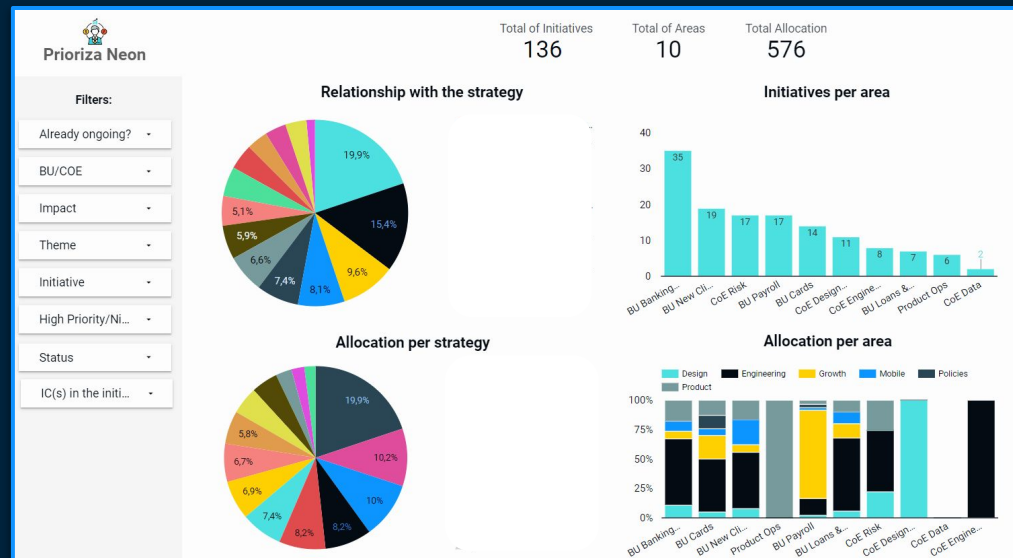 Prioriza Neon
Total of Initiatives
136
Total of Areas
10
Total Allocation
576
Filters:
Already ongoing?
BU/COE
Impact
Theme
Initiative
High Priority/Ni...
Status
IC(s) in the initi...
Relationship with the strategy
19,9%
15,4%
9,6%
8,1%
7,4%
6,6%
5,9%
5,1%
Initiatives per area
40
30
20
10
0
35
19
17
17
14
11
8
7
6
2
BU Banking...
BU New Cli...
CoE Risk
BU Payroll
BU Cards
CoE Design...
CoE Engine...
BU Loans &...
Product Ops
CoE Data
Allocation per strategy
19,9%
10,2%
10%
8,2%
8,2%
7,4%
6,9%
6,7%
5,8%
Allocation per area
Design Engineering Growth Mobile Policies
Product
100%
75%
50%
25%
0%
BU Banking...
BU Cards
BU New Cli...
Product Ops
BU Payroll
BU Loans &...
CoE Risk
CoE Design...
CoE Data
CoE Engine...